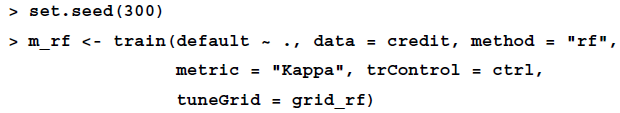 > set.seed(300)
> m_rf <- train(default ~ ., data = credit, method = "rf",
metric = "Kappa", trControl = ctrl,
tuneGrid = grid_rf)